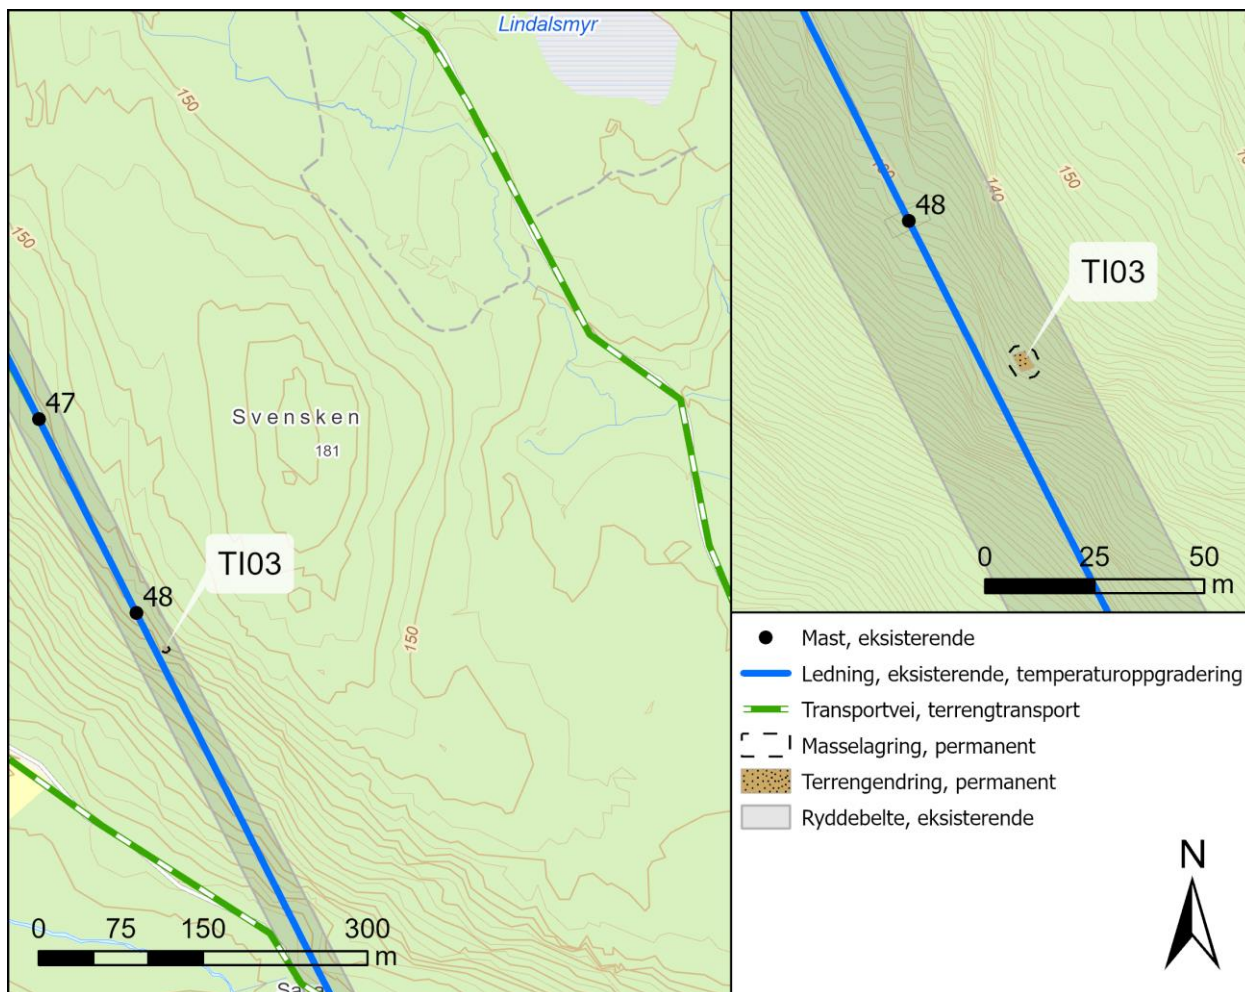 Lindalsmyr
150
150
47
Svensken
181
TI03
48
150
0 75 150 300
m
150
140
48
TI03
0 25 50
m
Mast, eksisterende
Ledning, eksisterende, temperaturoppgradering
Transportvei, terrengtransport
Masselagring, permanent
Terrengendring, permanent
Ryddebelte, eksisterende
N